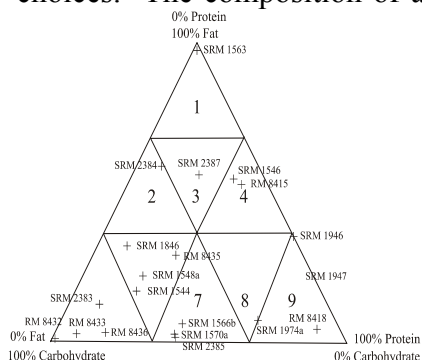 choices. The composition of a
0% Protein
100% Fat
SRM 1563
1
SRM 2384
SRM 2387
SRM 1546
RM 8415
2
3
4
SRM 1946
SRM 1846
RM 8435
SRM 1548a
SRM 1947
SRM 1544
7
8
9
SRM 2383
RM 8432
RM 8433
RM 8436
SRM 1566b
SRM 1570a
SRM 2385
SRM 1974a
RM 8418
0% Fat
100% Carbohydrate
100% Protein
0% Carbohydrate